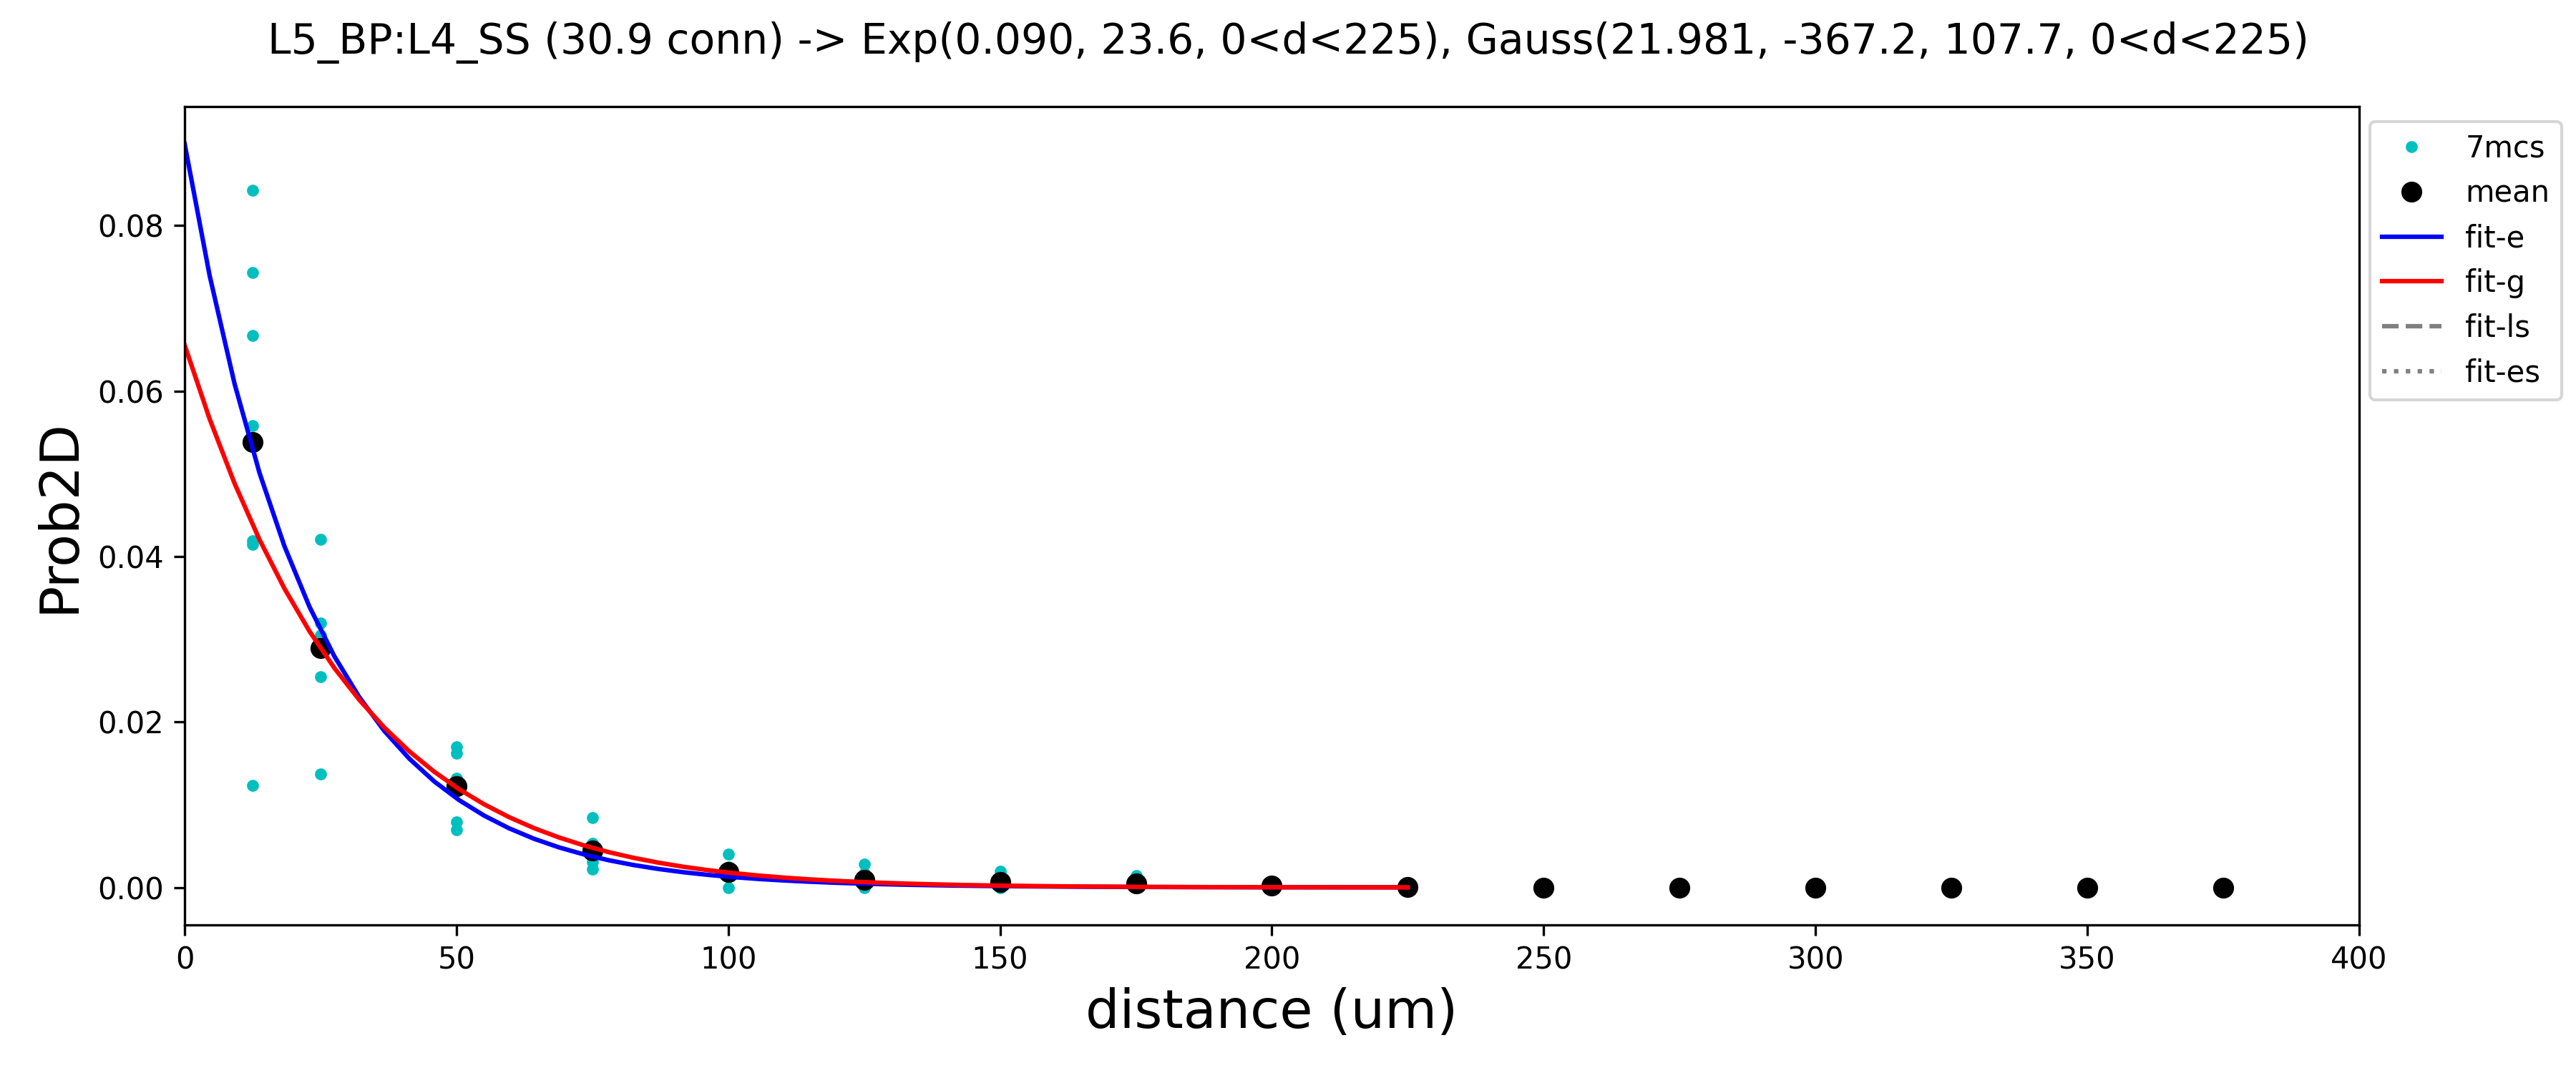 L5_BP:L4_SS (30.9 conn) -> Exp(0.090, 23.6, 0<d<225), Gauss(21.981, -367.2, 107.7, 0<d<225)
7mcs
mean
fit-e
fit-g
fit-ls
fit-es
Prob2D
0.08
0.06
0.04
0.02
0.00
0 50 100 150 200 250 300 350 400
distance (um)